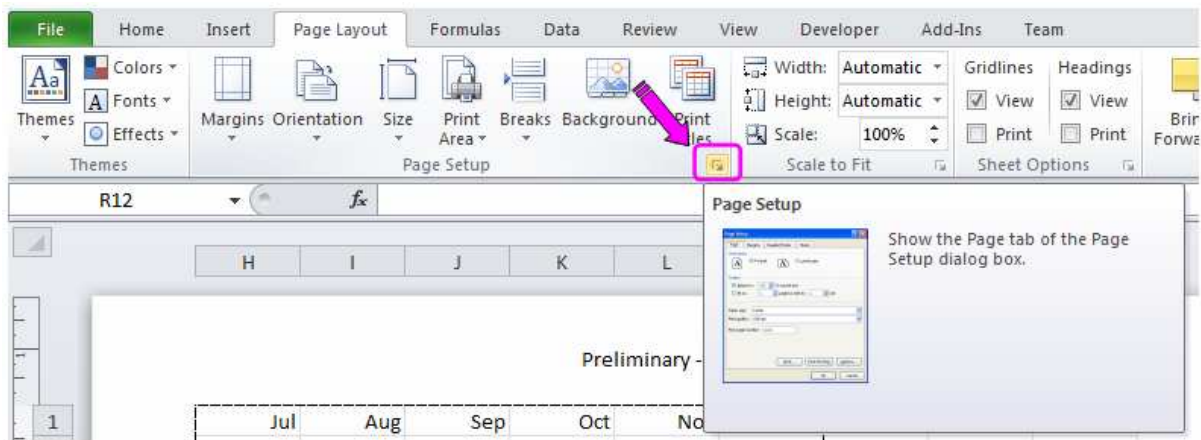 File Home Insert Page Layout Formulas Data Review View Developer Add-Ins Team
Aa Colors Width: Automatic Gridlines Headings
A Fonts Height: Automatic View View
Themes Effects Margins Orientation Size Print Area Breaks Background Print Scale: 100% Print Print
Themes Page Setup Scale to Fit Sheet Options
R12 fx
Page Setup
Show the Page tab of the Page
Setup dialog box.
H I J K L
Preliminary -
1 Jul Aug Sep Oct